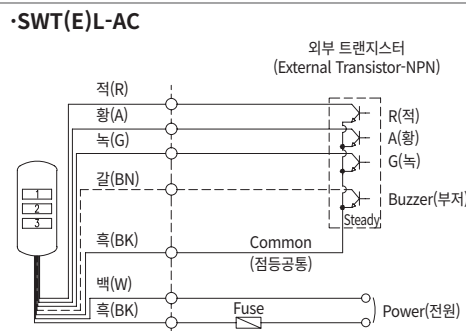 ·SWT(E)L-AC
외부 트랜지스터
(External Transistor-NPN)
적(R)
황(A)
녹(G)
갈(BN)
흑(BK)
백(W)
흑(BK)
1
2
3
R(적)
A(황)
G(녹)
Buzzer(부저)
Steady
Common
(점등공통)
Fuse
Power(전원)